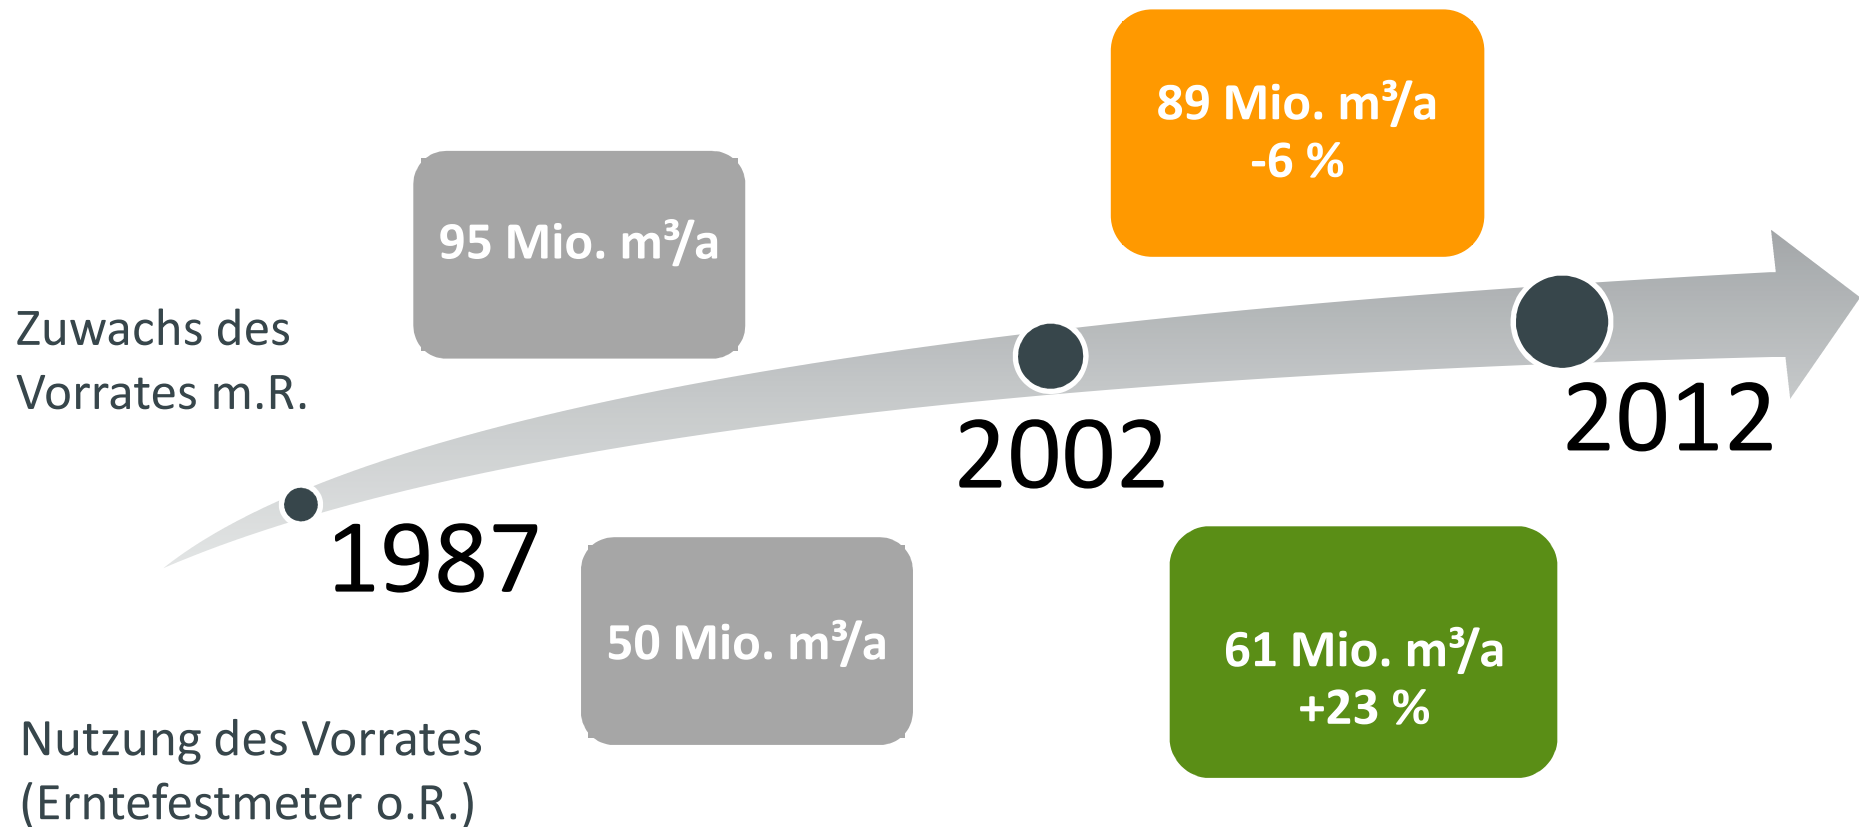 89 Mio. m³/a
-6 %
95 Mio. m³/a
Zuwachs des
Vorrates m.R.
2012
2002
1987
50 Mio. m³/a
61 Mio. m³/a
+23 %
Nutzung des Vorrates
(Erntefestmeter o.R.)